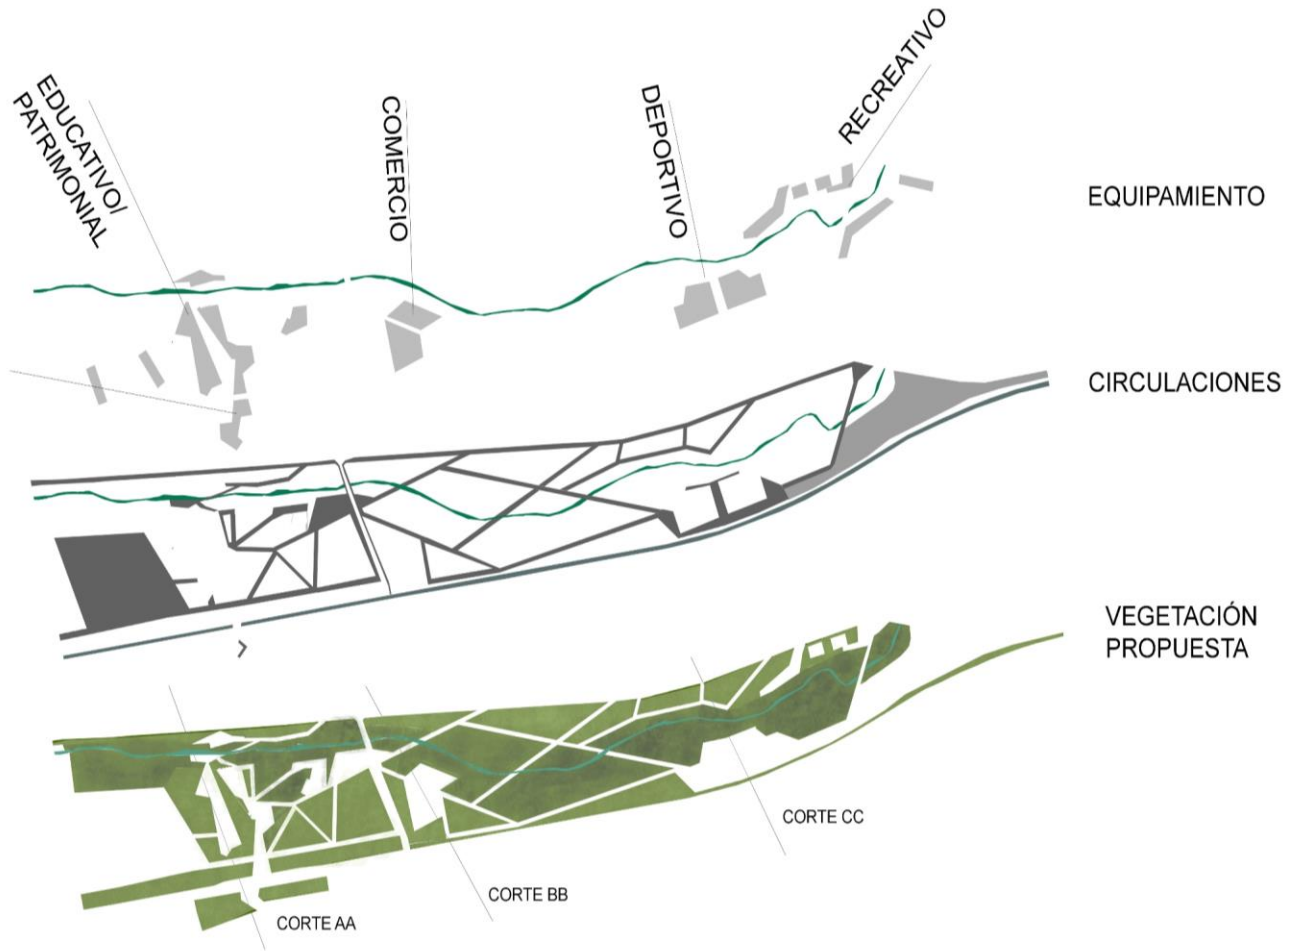 EDUCATIVO/
PATRIMONIAL
COMERCIO
DEPORTIVO
RECREATIVO
EQUIPAMIENTO
CIRCULACIONES
VEGETACIÓN
PROPUESTA
CORTE CC
CORTE BB
CORTE AA